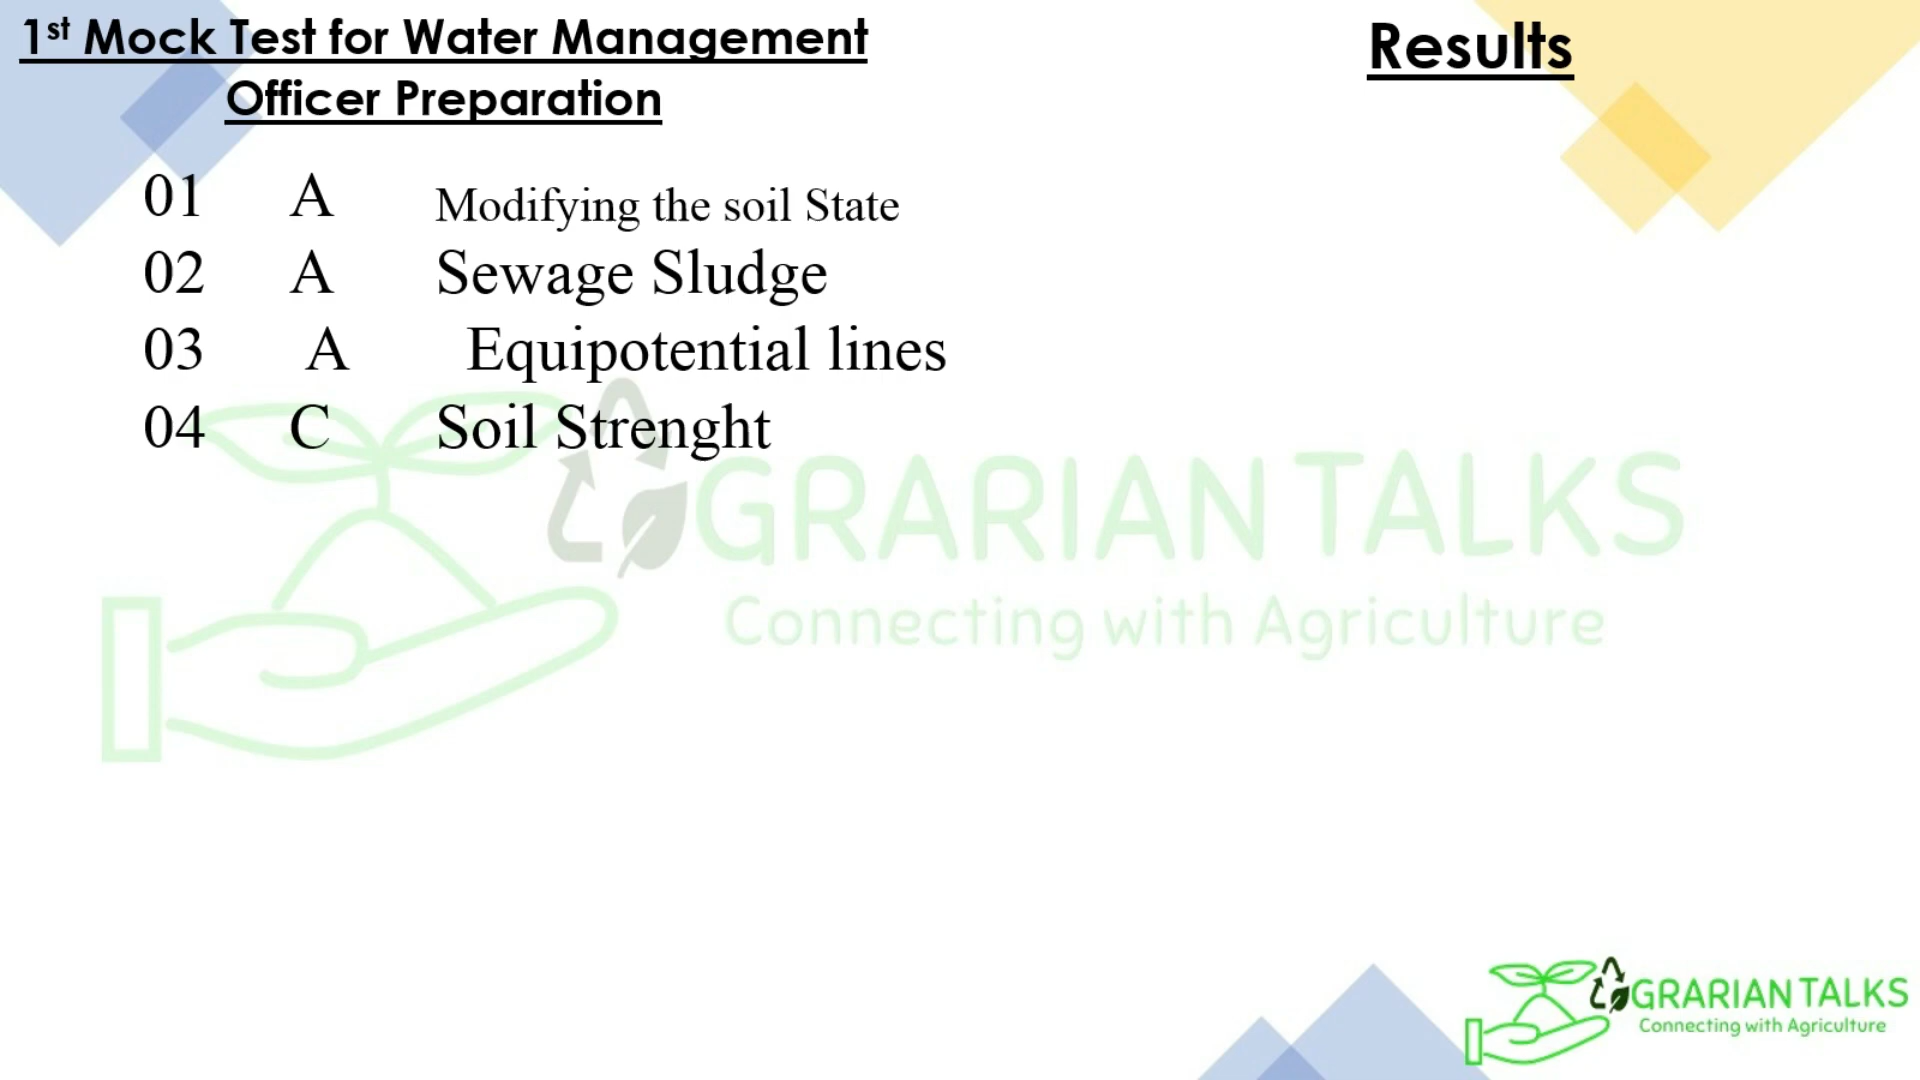 1st Mock Test for Water Management
Officer Preparation
Results
01 A Modifying the soil State
02 A Sewage Sludge
03 A Equipotential lines
04 C Soil Strenght
GRARIAN TALKS
Connecting with Agriculture
GRARIAN TALKS
Connecting with Agriculture